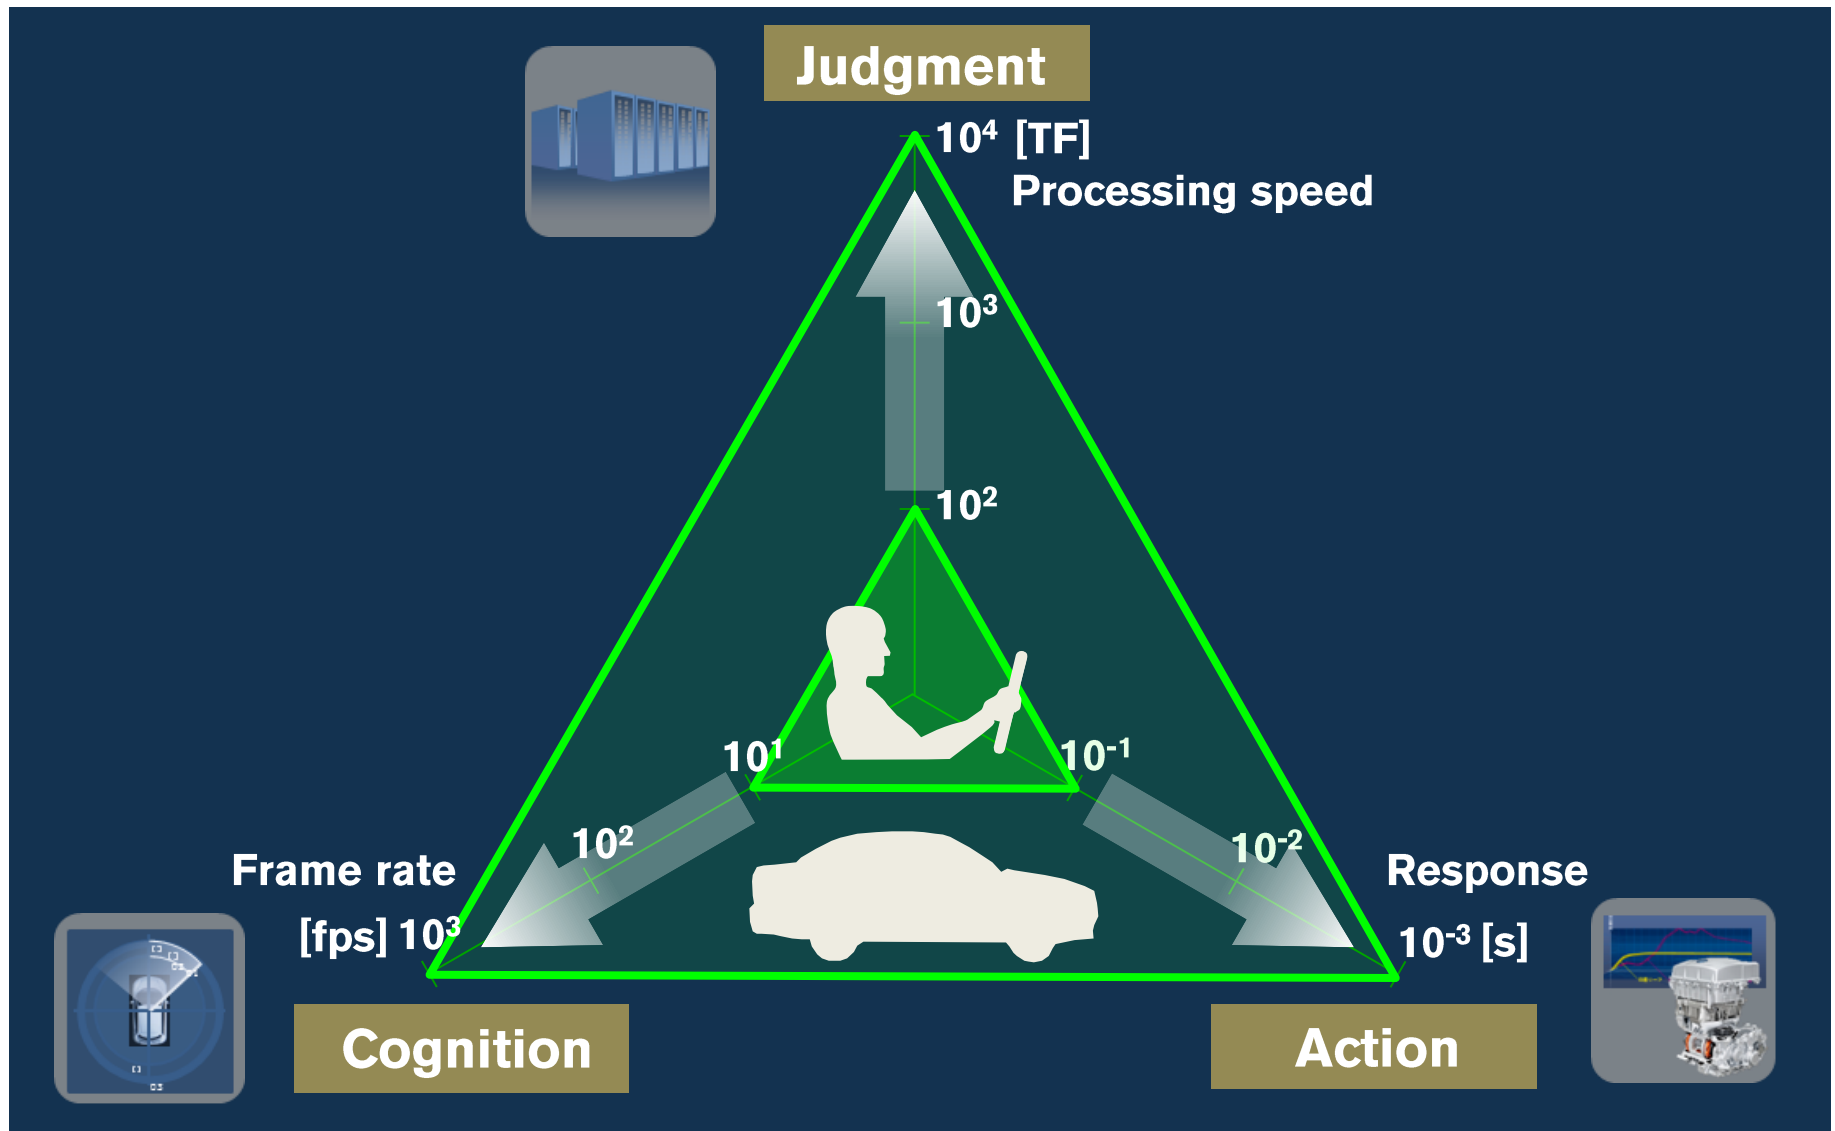 Judgment
10⁴ [TF]
Processing speed
10³
10²
10¹
10⁻¹
10²
10⁻²
Frame rate
[fps] 10³
Response
10⁻³ [s]
Cognition
Action